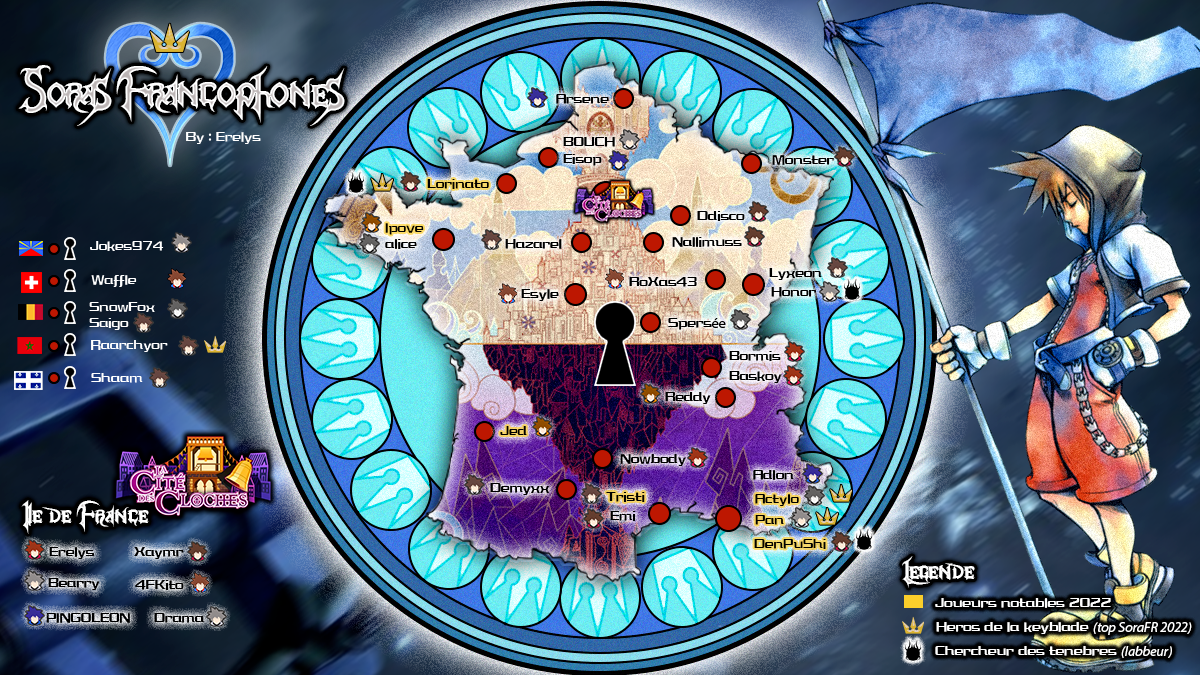 Soras Francophones
By : Erelys
Jokes974
Waffle
SnowFox
Saigo
Raarchyor
Shaam
La Cité des Cloches
Ile de France
Erelys
Xaymr
Bearry
4FKito
PINGOLEON
Drama
Arsene
BOUCH
Eisop
Monster
Lorinato
La Cité des Cloches
Odisco
Ipove
alice
Hazarel
Nallimuss
Lyxeon
RoXas43
Honor
Esyle
Spersée
Bormis
Baskoy
Reddy
Jed
Nowbody
Demyxx
Adlon
Tristi
Actylo
Emi
Pan
DenPuShi
Legende
Joueurs notables 2022
Heros de la keyblade (top SoraFR 2022)
Chercheur des tenebres (labbeur)